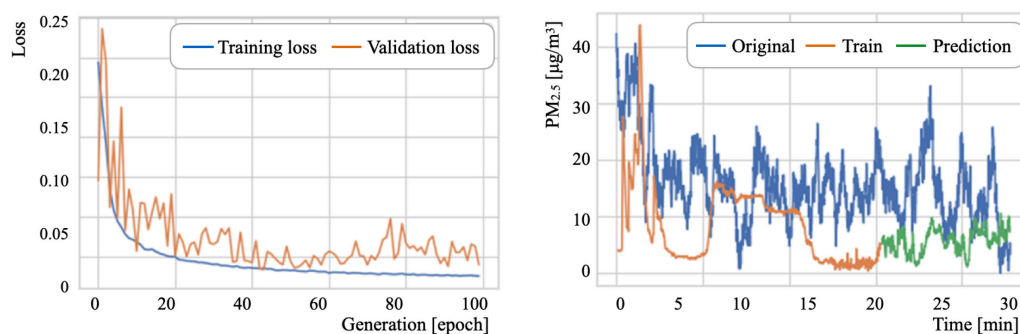 Loss
0.25
0.20
0.15
0.10
0.05
0
Training loss
Validation loss
0 20 40 60 80 100
Generation [epoch]
PM2.5 [μg/m³]
40
30
20
10
0
Original
Train
Prediction
0 5 10 15 20 25 30
Time [min]